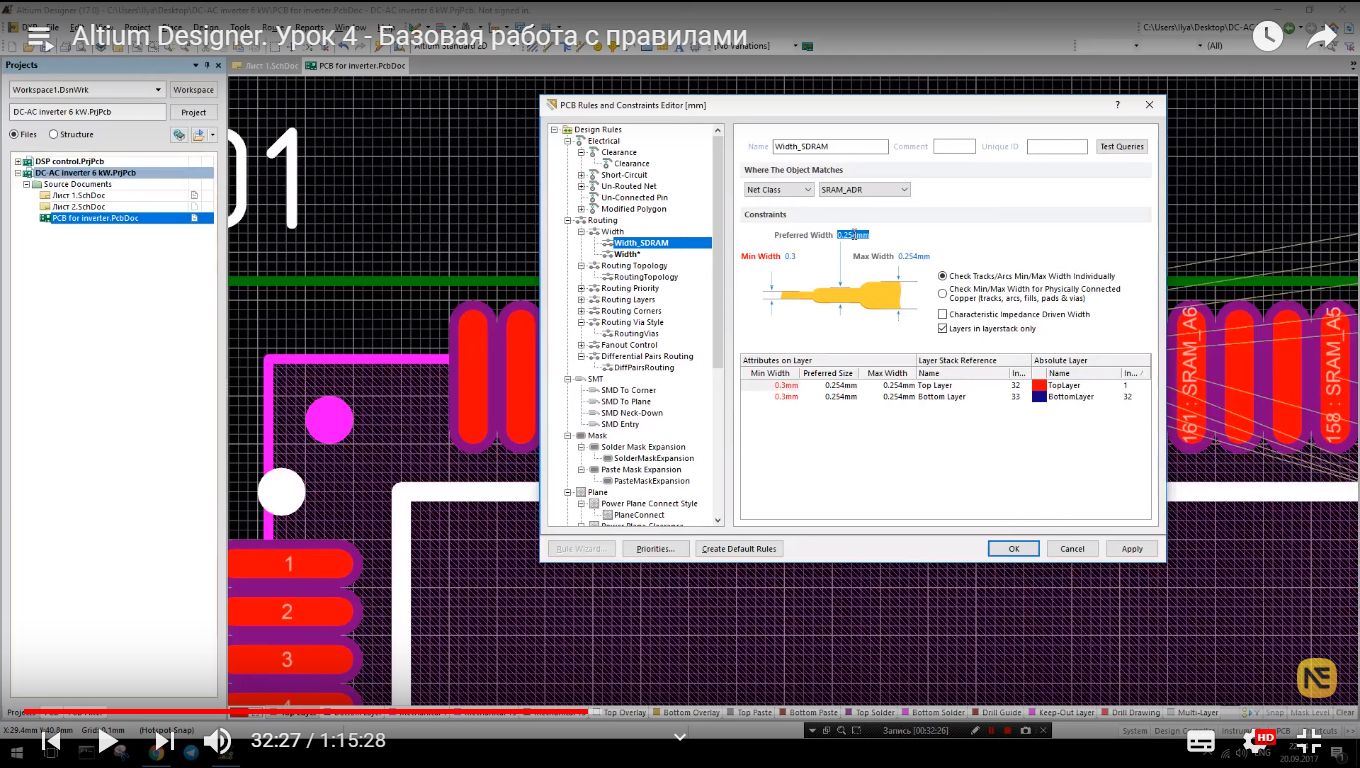 Altium Designer (17.0) - C:\Users\Ilya\Desktop\DC-AC inverter 6 kW\PCB for inverter.PcbDoc - DC-AC inverter 6 kW.PrjPcb. Not signed in.
Altium Designer. Урок 4 - Базовая работа с правилами
Projects
Лист 1.SchDoc
PCB for inverter.PcbDoc
Workspace1.DsnWrk
Workspace
DC-AC inverter 6 kW.PrjPcb
Project
Files
Structure
DSP control.PrjPcb
DC-AC inverter 6 kW.PrjPcb
Source Documents
Лист 1.SchDoc
Лист 2.SchDoc
PCB for inverter.PcbDoc
01
PCB Rules and Constraints Editor [mm]
Design Rules
Electrical
Clearance
Clearance
Short-Circuit
Un-Routed Net
Un-Connected Pin
Modified Polygon
Routing
Width
Width_SDRAM
Width*
Routing Topology
RoutingTopology
Routing Priority
Routing Layers
Routing Corners
Routing Via Style
RoutingVias
Fanout Control
Differential Pairs Routing
DiffPairsRouting
SMT
SMD To Corner
SMD To Plane
SMD Neck-Down
SMD Entry
Mask
Solder Mask Expansion
SolderMaskExpansion
Paste Mask Expansion
PasteMaskExpansion
Plane
Power Plane Connect Style
PlaneConnect
Power Plane Clearance
Name Width_SDRAM Comment Unique ID Test Queries
Where The Object Matches
Net Class SRAM_ADR
Constraints
Preferred Width 0.254mm
Min Width 0.3 Max Width 0.254mm
Check Tracks/Arcs Min/Max Width Individually
Check Min/Max Width for Physically Connected
Copper (tracks, arcs, fills, pads & vias)
Characteristic Impedance Driven Width
Layers in layerstack only
Attributes on Layer Layer Stack Reference Absolute Layer
Min Width Preferred Size Max Width Name In... Name In...
0.3mm 0.254mm 0.254mm Top Layer 32 TopLayer 1
0.3mm 0.254mm 0.254mm Bottom Layer 33 BottomLayer 32
Rule Wizard... Priorities... Create Default Rules OK Cancel Apply
161 : SRAM_A6
158 : SRAM_A5
1
2
3
4
Top Overlay Bottom Overlay Top Paste Bottom Paste Top Solder Bottom Solder Drill Guide Keep-Out Layer Drill Drawing Multi-Layer Snap Mask Level Clear
Запись [00:32:26]
32:27 / 1:15:28
HD
20.09.2017